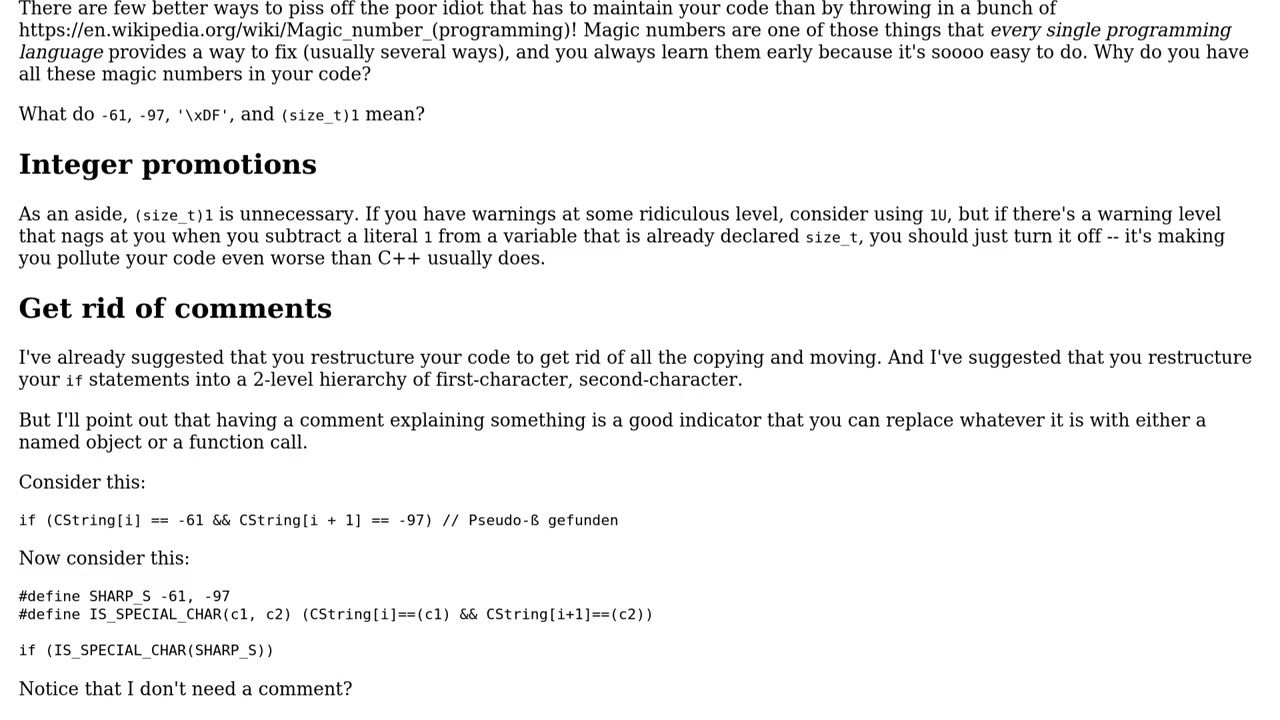 There are few better ways to piss off the poor idiot that has to maintain your code than by throwing in a bunch of
https://en.wikipedia.org/wiki/Magic_number_(programming)! Magic numbers are one of those things that every single programming
language provides a way to fix (usually several ways), and you always learn them early because it's soooo easy to do. Why do you have
all these magic numbers in your code?
What do -61, -97, '\xDF', and (size_t)1 mean?
Integer promotions
As an aside, (size_t)1 is unnecessary. If you have warnings at some ridiculous level, consider using 1U, but if there's a warning level
that nags at you when you subtract a literal 1 from a variable that is already declared size_t, you should just turn it off -- it's making
you pollute your code even worse than C++ usually does.
Get rid of comments
I've already suggested that you restructure your code to get rid of all the copying and moving. And I've suggested that you restructure
your if statements into a 2-level hierarchy of first-character, second-character.
But I'll point out that having a comment explaining something is a good indicator that you can replace whatever it is with either a
named object or a function call.
Consider this:
if (CString[i] == -61 && CString[i + 1] == -97) // Pseudo-ß gefunden
Now consider this:
#define SHARP_S -61, -97
#define IS_SPECIAL_CHAR(c1, c2) (CString[i]==(c1) && CString[i+1]==(c2))
if (IS_SPECIAL_CHAR(SHARP_S))
Notice that I don't need a comment?